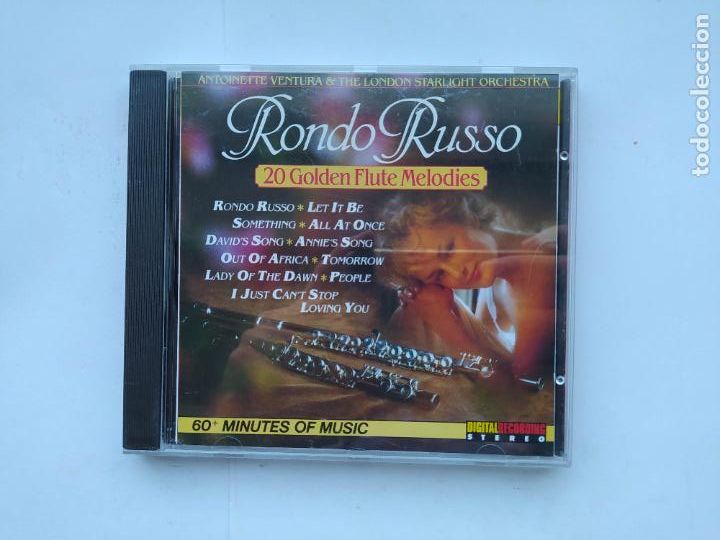 ANTOINETTE VENTURA & THE LONDON STARLIGHT ORCHESTRA
Rondo Russo
20 Golden Flute Melodies
RONDO RUSSO * LET IT BE
SOMETHING * ALL AT ONCE
DAVID'S SONG * ANNIE'S SONG
OUT OF AFRICA * TOMORROW
LADY OF THE DAWN * PEOPLE
I JUST CAN'T STOP
LOVING YOU
60+ MINUTES OF MUSIC
DIGITAL RECORDING
STEREO
todocoleccion